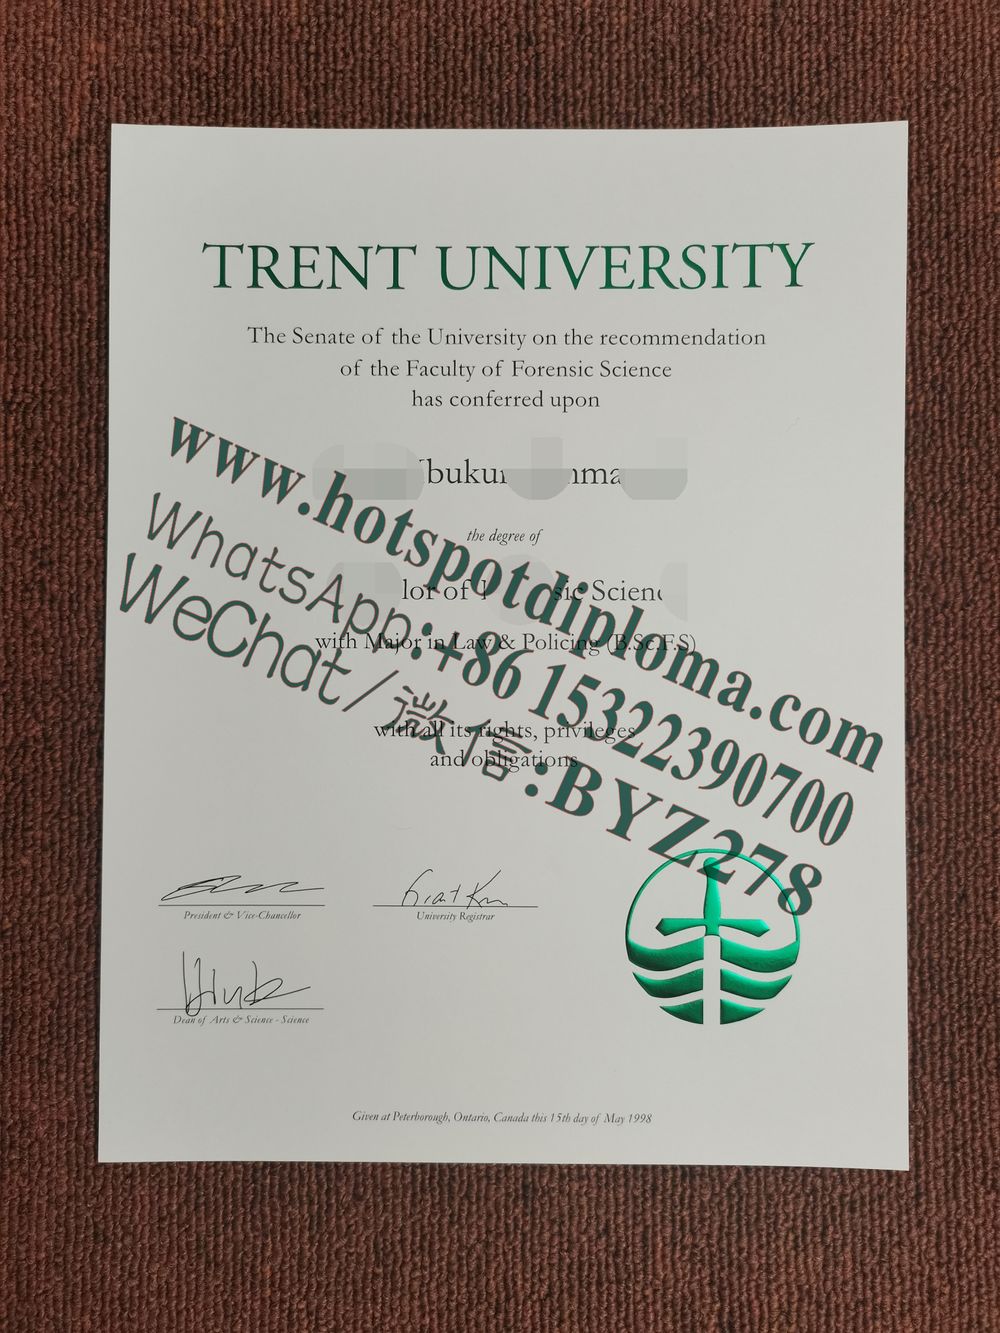 TRENT UNIVERSITY
The Senate of the University on the recommendation
of the Faculty of Forensic Science
has conferred upon
the degree of
with Major in Law & Policing (B.Sc.F.S)
with all its rights, privileges
and obligations
www.hotspotdiploma.com
WhatsApp:+86 15322390700
WeChat/微信:BYZ278
President & Vice-Chancellor
University Registrar
Dean of Arts & Science - Science
Given at Peterborough, Ontario, Canada this 15th day of May 1998